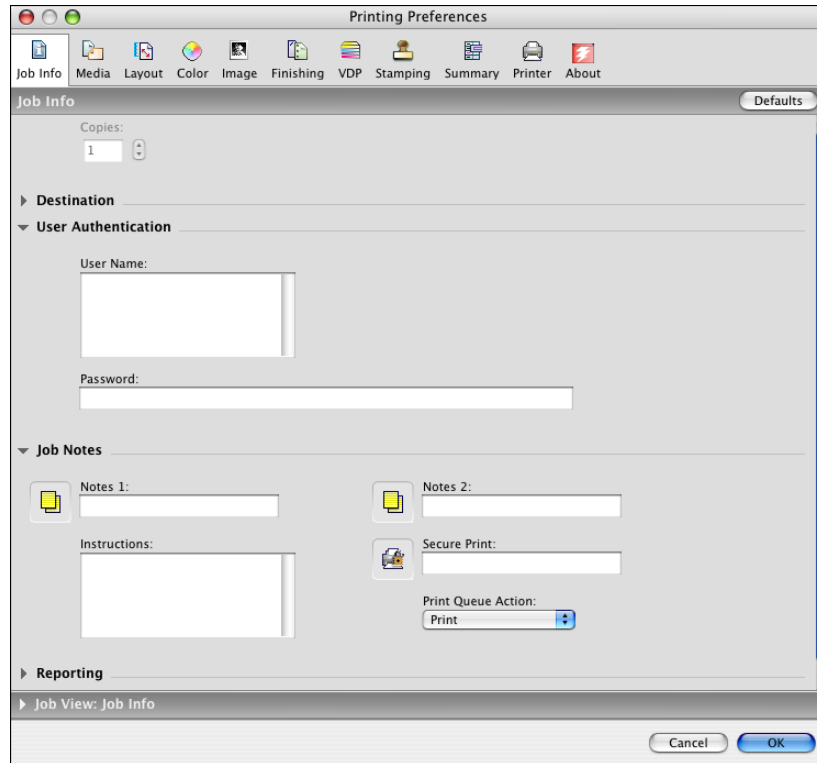 Printing Preferences
Job Info Media Layout Color Image Finishing VDP Stamping Summary Printer About
Job Info Defaults
Copies:
1
Destination
User Authentication
User Name:
Password:
Job Notes
Notes 1: Notes 2:
Instructions: Secure Print:
Print Queue Action:
Print
Reporting
Job View: Job Info
Cancel OK